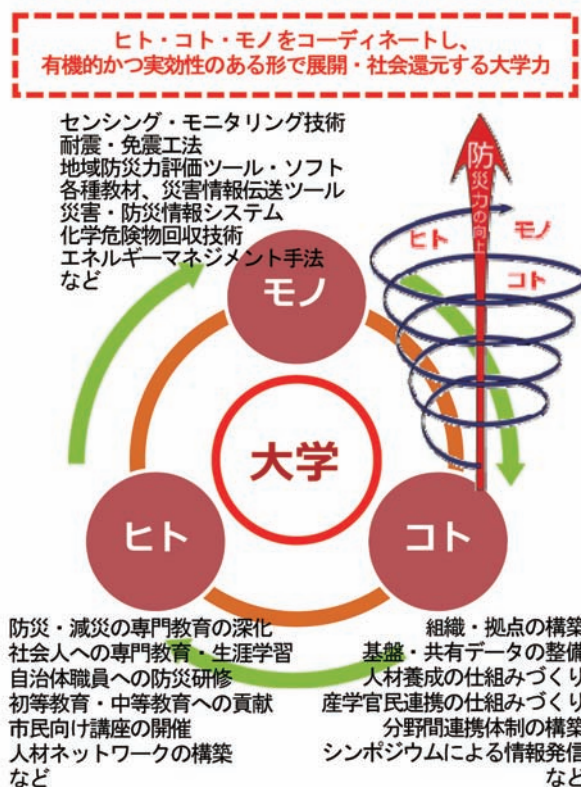 ヒト・コト・モノをコーディネートし、
有機的かつ実効性のある形で展開・社会還元する大学力
センシング・モニタリング技術
耐震・免震工法
地域防災力評価ツール・ソフト
各種教材、災害情報伝送ツール
災害・防災情報システム
化学危険物回収技術
エネルギーマネジメント手法
など
防災力の向上
ヒト
モノ
コト
モノ
大学
ヒト
コト
防災・減災の専門教育の深化
社会人への専門教育・生涯学習
自治体職員への防災研修
初等教育・中等教育への貢献
市民向け講座の開催
人材ネットワークの構築
など
組織・拠点の構築
基盤・共有データの整備
人材養成の仕組みづくり
産学官民連携の仕組みづくり
分野間連携体制の構築
シンポジウムによる情報発信
など